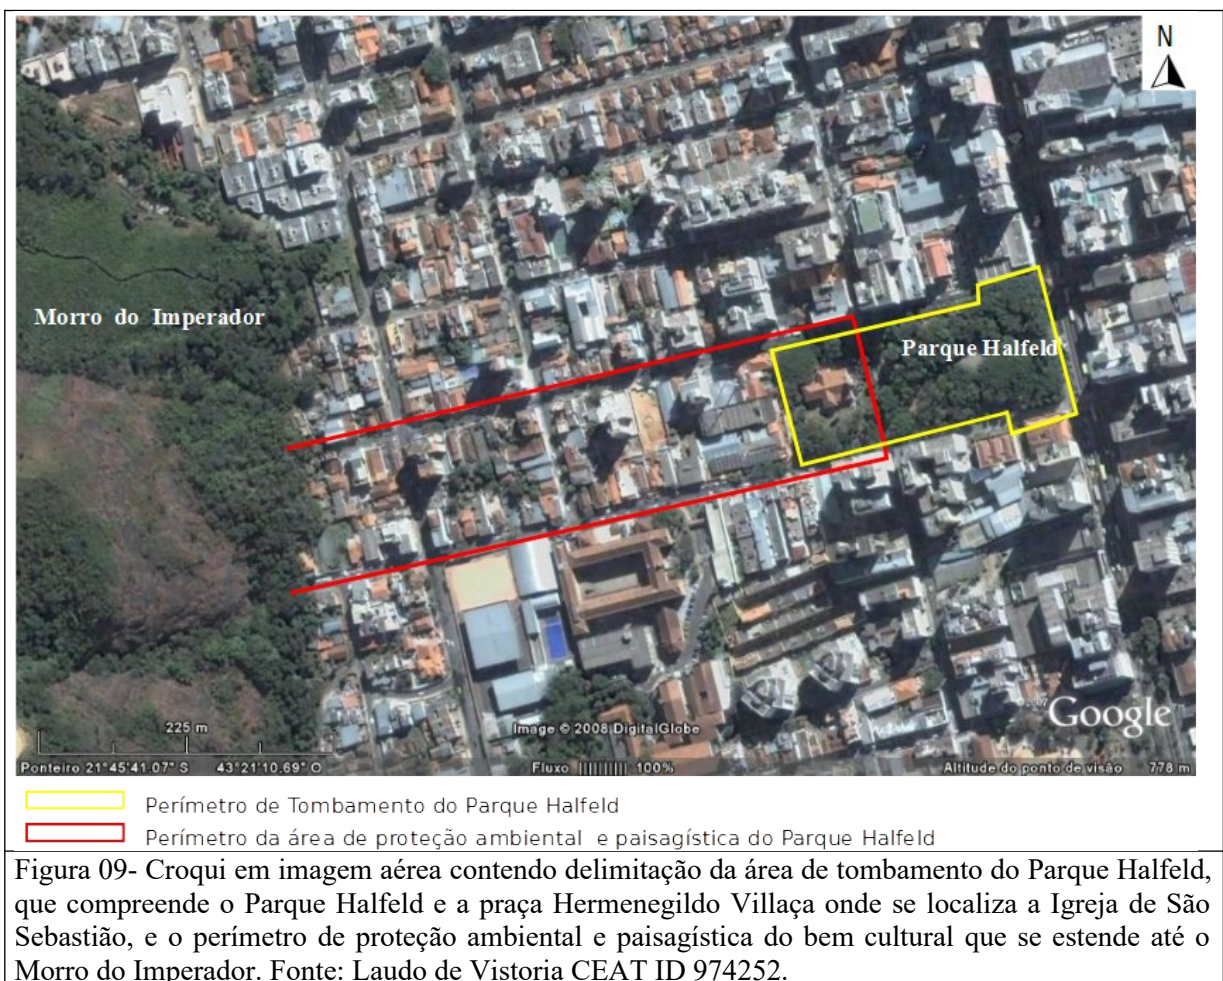 N
Morro do Imperador
Parque Halfeld
225 m
Image © 2008 DigitalGlobe
Google
Ponteiro 21°45'41.07" S 43°21'10.69" O
Fluxo 100%
Altitude do ponto de visão 778 m
Perímetro de Tombamento do Parque Halfeld
Perímetro da área de proteção ambiental e paisagística do Parque Halfeld
Figura 09- Croqui em imagem aérea contendo delimitação da área de tombamento do Parque Halfeld,
que compreende o Parque Halfeld e a praça Hermenegildo Villaça onde se localiza a Igreja de São
Sebastião, e o perímetro de proteção ambiental e paisagística do bem cultural que se estende até o
Morro do Imperador. Fonte: Laudo de Vistoria CEAT ID 974252.